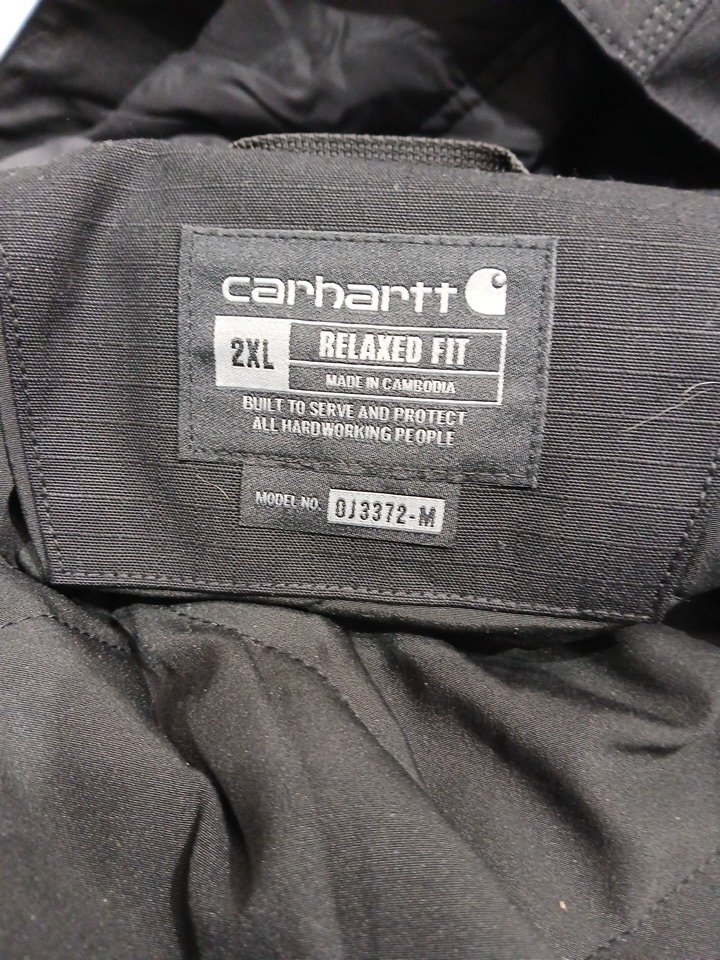 carhartt
2XL
RELAXED FIT
MADE IN CAMBODIA
BUILT TO SERVE AND PROTECT
ALL HARDWORKING PEOPLE
MODEL NO. OJ3372-M